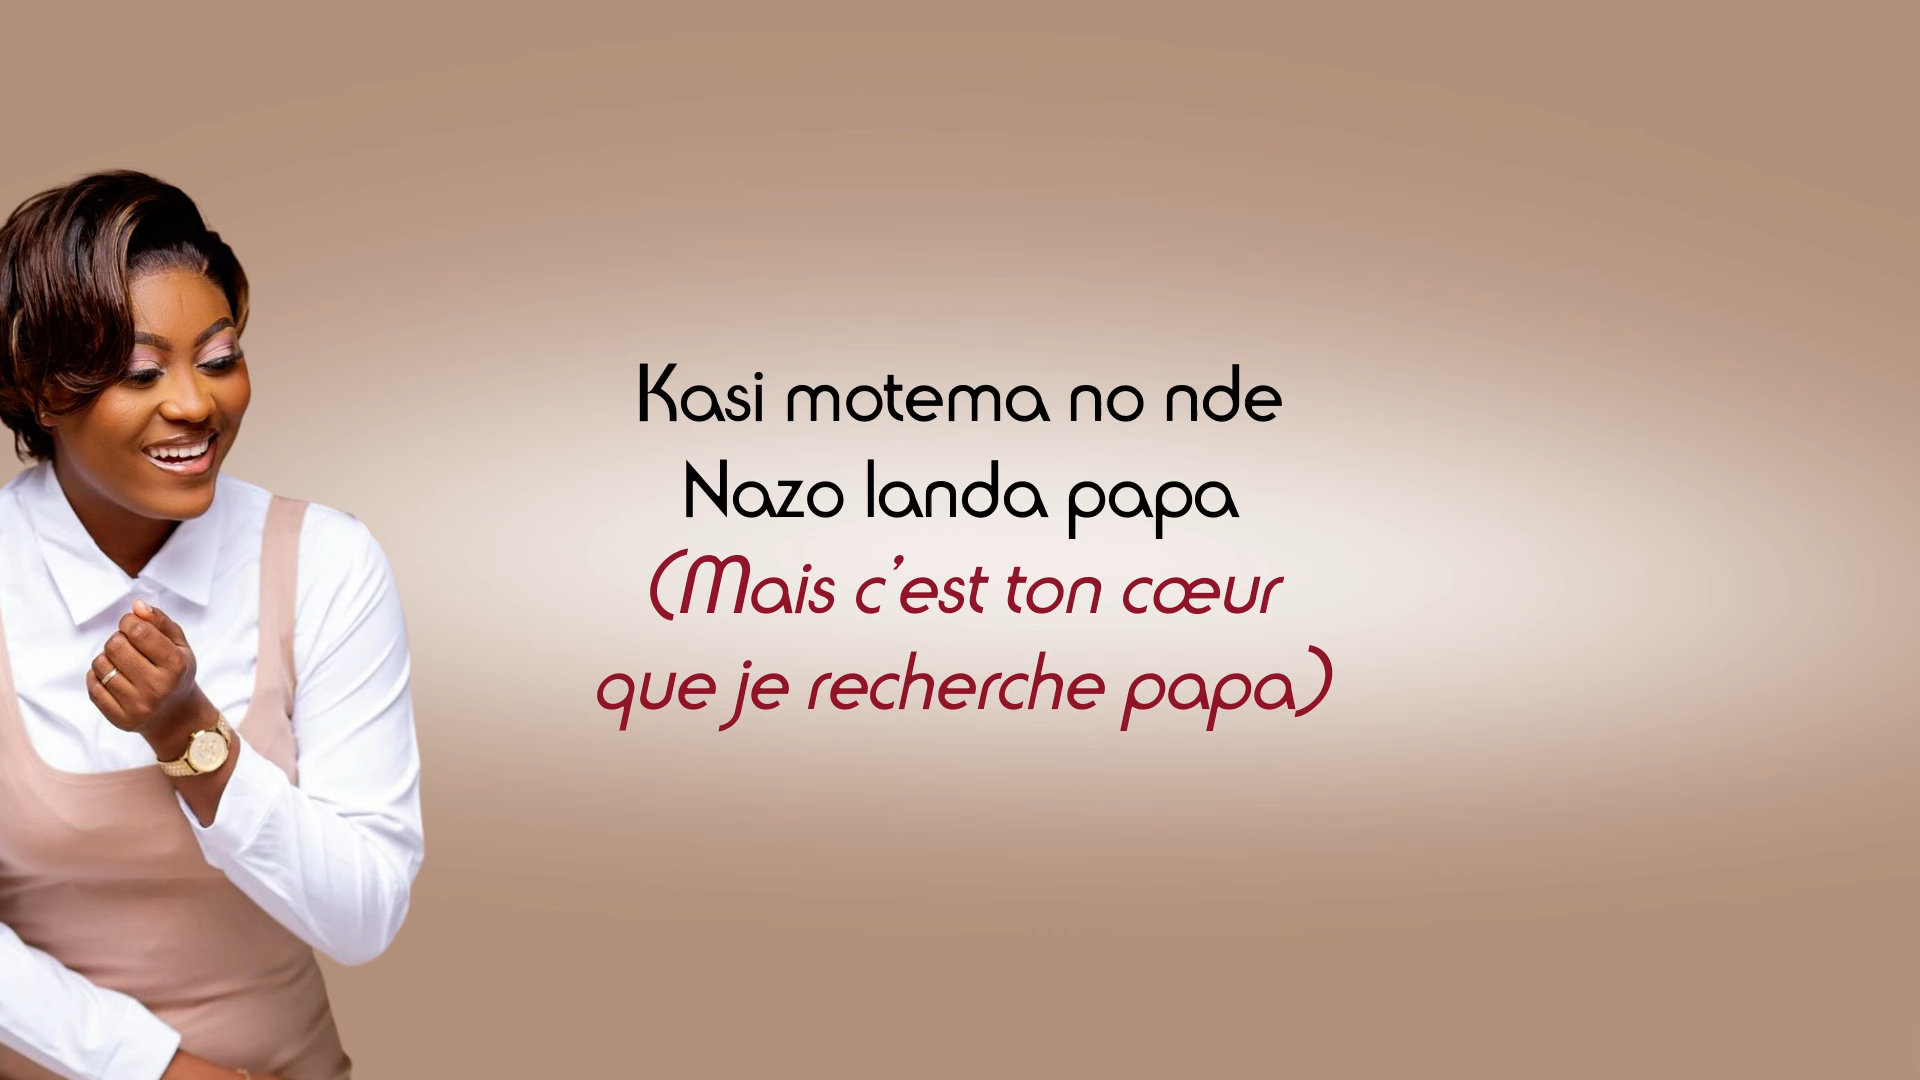 Kasi motema no nde
Nazo landa papa
(Mais c'est ton cœur
que je recherche papa)